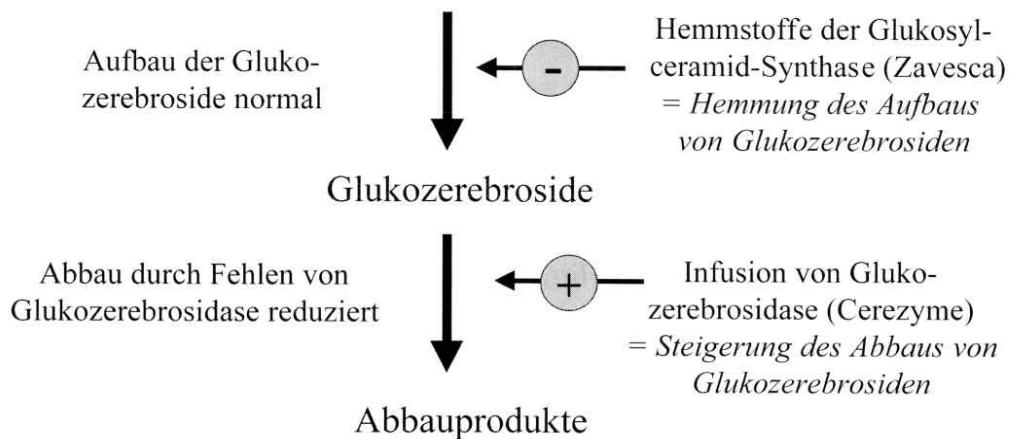 Aufbau der Gluko-
zerebroside normal
-
Hemmstoffe der Glukosyl-
ceramid-Synthase (Zavesca)
= Hemmung des Aufbaus
von Glukozerebrosiden
Glukozerebroside
Abbau durch Fehlen von
Glukozerebrosidase reduziert
+
Infusion von Gluko-
zerebrosidase (Cerezyme)
= Steigerung des Abbaus von
Glukozerebrosiden
Abbauprodukte